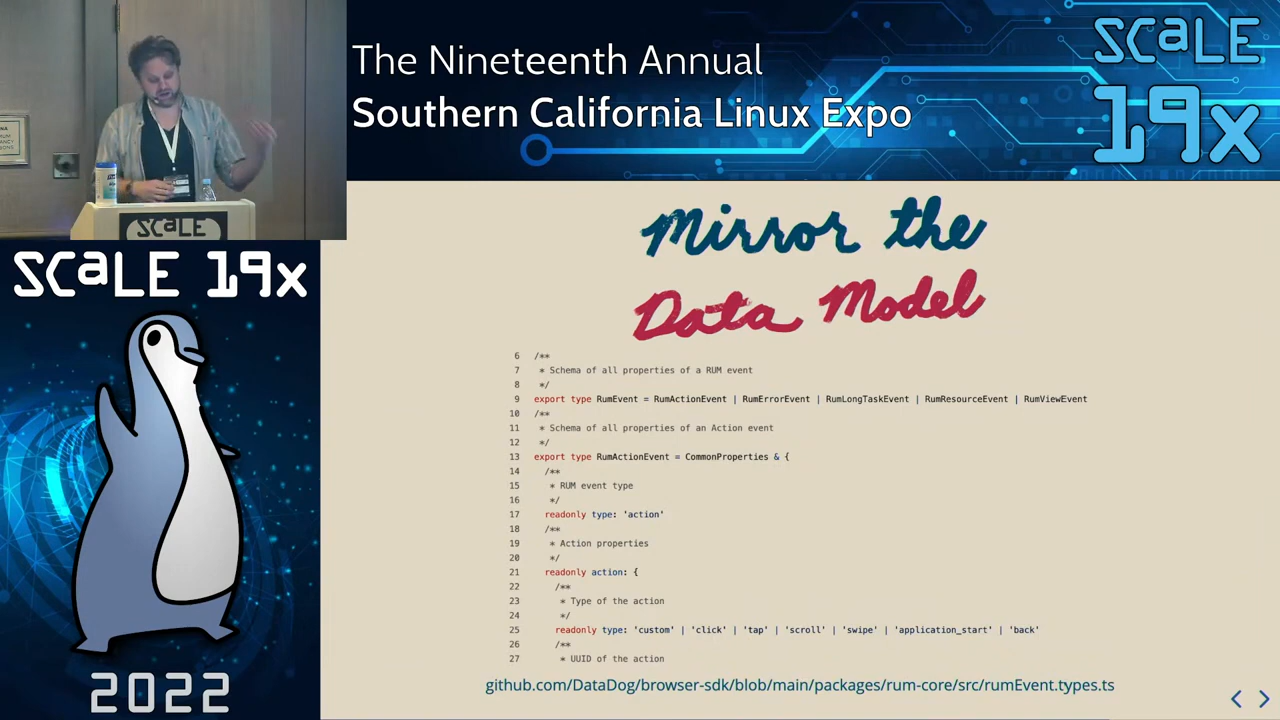 The Nineteenth Annual
Southern California Linux Expo
SCaLE
19x
SCaLE
SCaLE 19x
2022
Mirror the
Data Model
6 /**
7 * Schema of all properties of a RUM event
8 */
9 export type RumEvent = RumActionEvent | RumErrorEvent | RumLongTaskEvent | RumResourceEvent | RumViewEvent
10 /**
11 * Schema of all properties of an Action event
12 */
13 export type RumActionEvent = CommonProperties & {
14 /**
15 * RUM event type
16 */
17 readonly type: 'action'
18 /**
19 * Action properties
20 */
21 readonly action: {
22 /**
23 * Type of the action
24 */
25 readonly type: 'custom' | 'click' | 'tap' | 'scroll' | 'swipe' | 'application_start' | 'back'
26 /**
27 * UUID of the action
github.com/DataDog/browser-sdk/blob/main/packages/rum-core/src/rumEvent.types.ts